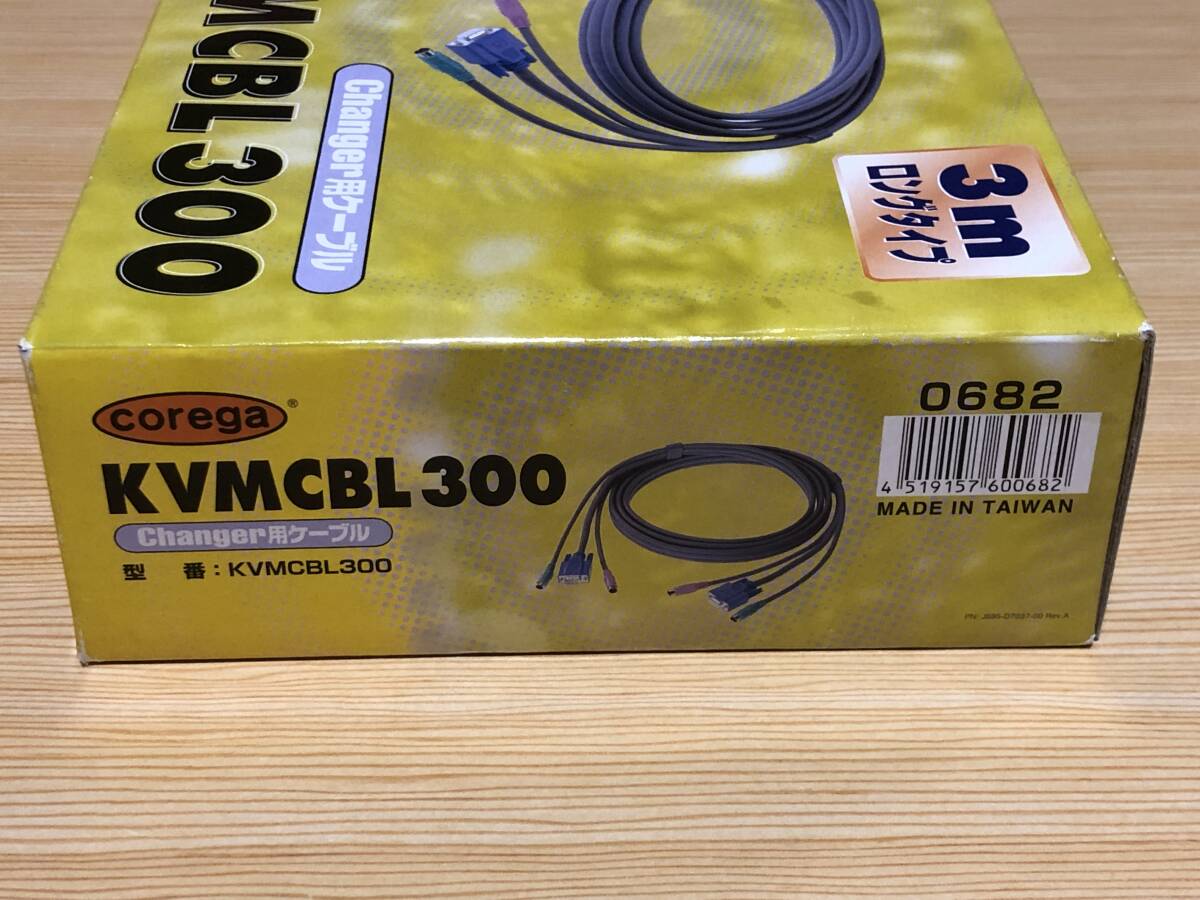 MCBL 300
Changer用ケーブル
3m
ロングタイプ
corega®
KVMCBL300
Changer用ケーブル
型 番：KVMCBL300
0682
4 519157 600682
MADE IN TAIWAN